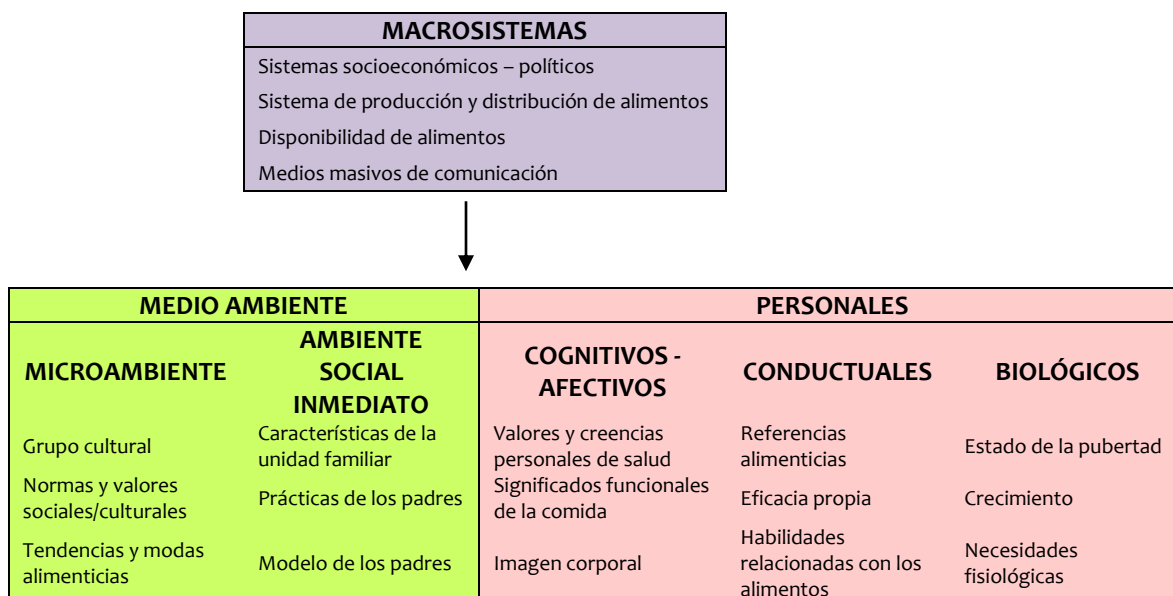 MACROSISTEMAS
Sistemas socioeconómicos – políticos
Sistema de producción y distribución de alimentos
Disponibilidad de alimentos
Medios masivos de comunicación
MEDIO AMBIENTE
PERSONALES
MICROAMBIENTE
AMBIENTE
SOCIAL
INMEDIATO
COGNITIVOS -
AFECTIVOS
CONDUCTUALES
BIOLÓGICOS
Grupo cultural
Características de la
unidad familiar
Valores y creencias
personales de salud
Referencias
alimenticias
Estado de la pubertad
Normas y valores
sociales/culturales
Prácticas de los padres
Significados funcionales
de la comida
Eficacia propia
Crecimiento
Tendencias y modas
alimenticias
Modelo de los padres
Imagen corporal
Habilidades
relacionadas con los
alimentos
Necesidades
fisiológicas